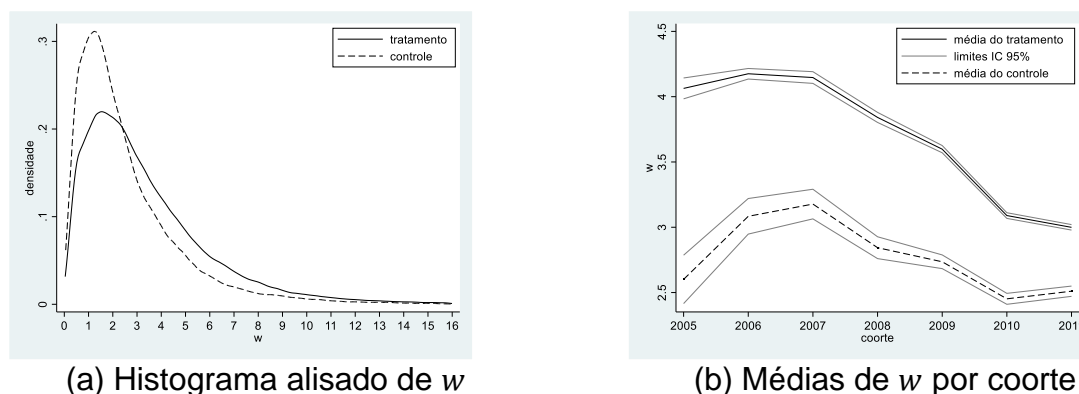 tratamento
controle
densidade
0
.1
.2
.3
0 1 2 3 4 5 6 7 8 9 10 11 12 13 14 15 16
w
(a) Histograma alisado de w
média do tratamento
limites IC 95%
média do controle
w
2.5
3
3.5
4
4.5
2005 2006 2007 2008 2009 2010 201
coorte
(b) Médias de w por coorte